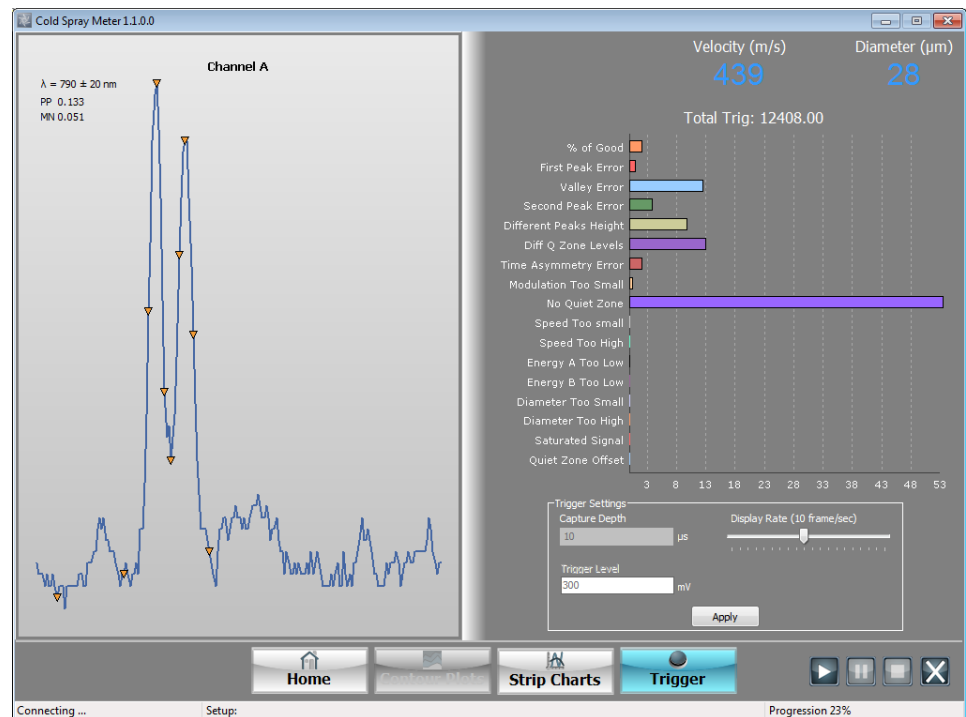 Cold Spray Meter 1.1.0.0
Channel A
λ = 790 ± 20 nm
PP 0.133
MN 0.051
Velocity (m/s)
Diameter (µm)
439
28
Total Trig: 12408.00
% of Good
First Peak Error
Valley Error
Second Peak Error
Different Peaks Height
Diff Q Zone Levels
Time Asymmetry Error
Modulation Too Small
No Quiet Zone
Speed Too small
Speed Too High
Energy A Too Low
Energy B Too Low
Diameter Too Small
Diameter Too High
Saturated Signal
Quiet Zone Offset
3 8 13 18 23 28 33 38 43 48 53
Trigger Settings
Capture Depth
10 µs
Display Rate (10 frame/sec)
Trigger Level
300 mV
Apply
Home
Contour Plots
Strip Charts
Trigger
Connecting ...
Setup:
Progression 23%